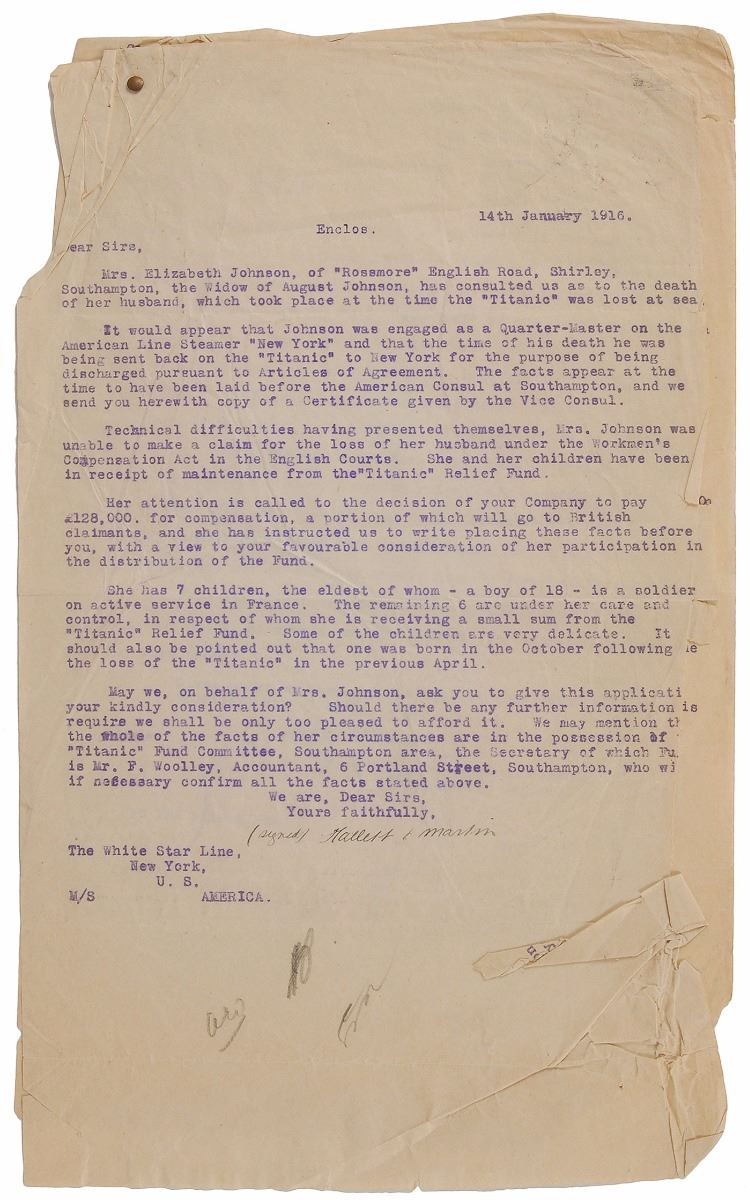 14th January 1916.
Enclos.
ear Sirs,
Mrs. Elizabeth Johnson, of "Rossmore" English Road, Shirley,
Southampton, the Widow of August Johnson, has consulted us as to the death
of her husband, which took place at the time the "Titanic" was lost at sea.
It would appear that Johnson was engaged as a Quarter-Master on the
American Line Steamer "New York" and that the time of his death he was
being sent back on the "Titanic" to New York for the purpose of being
discharged pursuant to Articles of Agreement. The facts appear at the
time to have been laid before the American Consul at Southampton, and we
send you herewith copy of a Certificate given by the Vice Consul.
Technical difficulties having presented themselves, Mrs. Johnson was
unable to make a claim for the loss of her husband under the Workmen's
Compensation Act in the English Courts. She and her children have been
in receipt of maintenance from the"Titanic" Relief Fund.
Her attention is called to the decision of your Company to pay
£128,000. for compensation, a portion of which will go to British
claimants, and she has instructed us to write placing these facts before
you, with a view to your favourable consideration of her participation in
the distribution of the Fund.
She has 7 children, the eldest of whom - a boy of 18 - is a soldier
on active service in France. The remaining 6 are under her care and
control, in respect of whom she is receiving a small sum from the
"Titanic" Relief Fund. Some of the children are very delicate. It
should also be pointed out that one was born in the October following
the loss of the "Titanic" in the previous April.
May we, on behalf of Mrs. Johnson, ask you to give this applicati
your kindly consideration? Should there be any further information is
require we shall be only too pleased to afford it. We may mention th
the whole of the facts of her circumstances are in the possession of
"Titanic" Fund Committee, Southampton area, the Secretary of which Fu
is Mr. F. Woolley, Accountant, 6 Portland Street, Southampton, who wi
if necessary confirm all the facts stated above.
We are, Dear Sirs,
Yours faithfully,
(signed) Hallett & Martin
The White Star Line,
New York,
U. S.
M/S AMERICA.